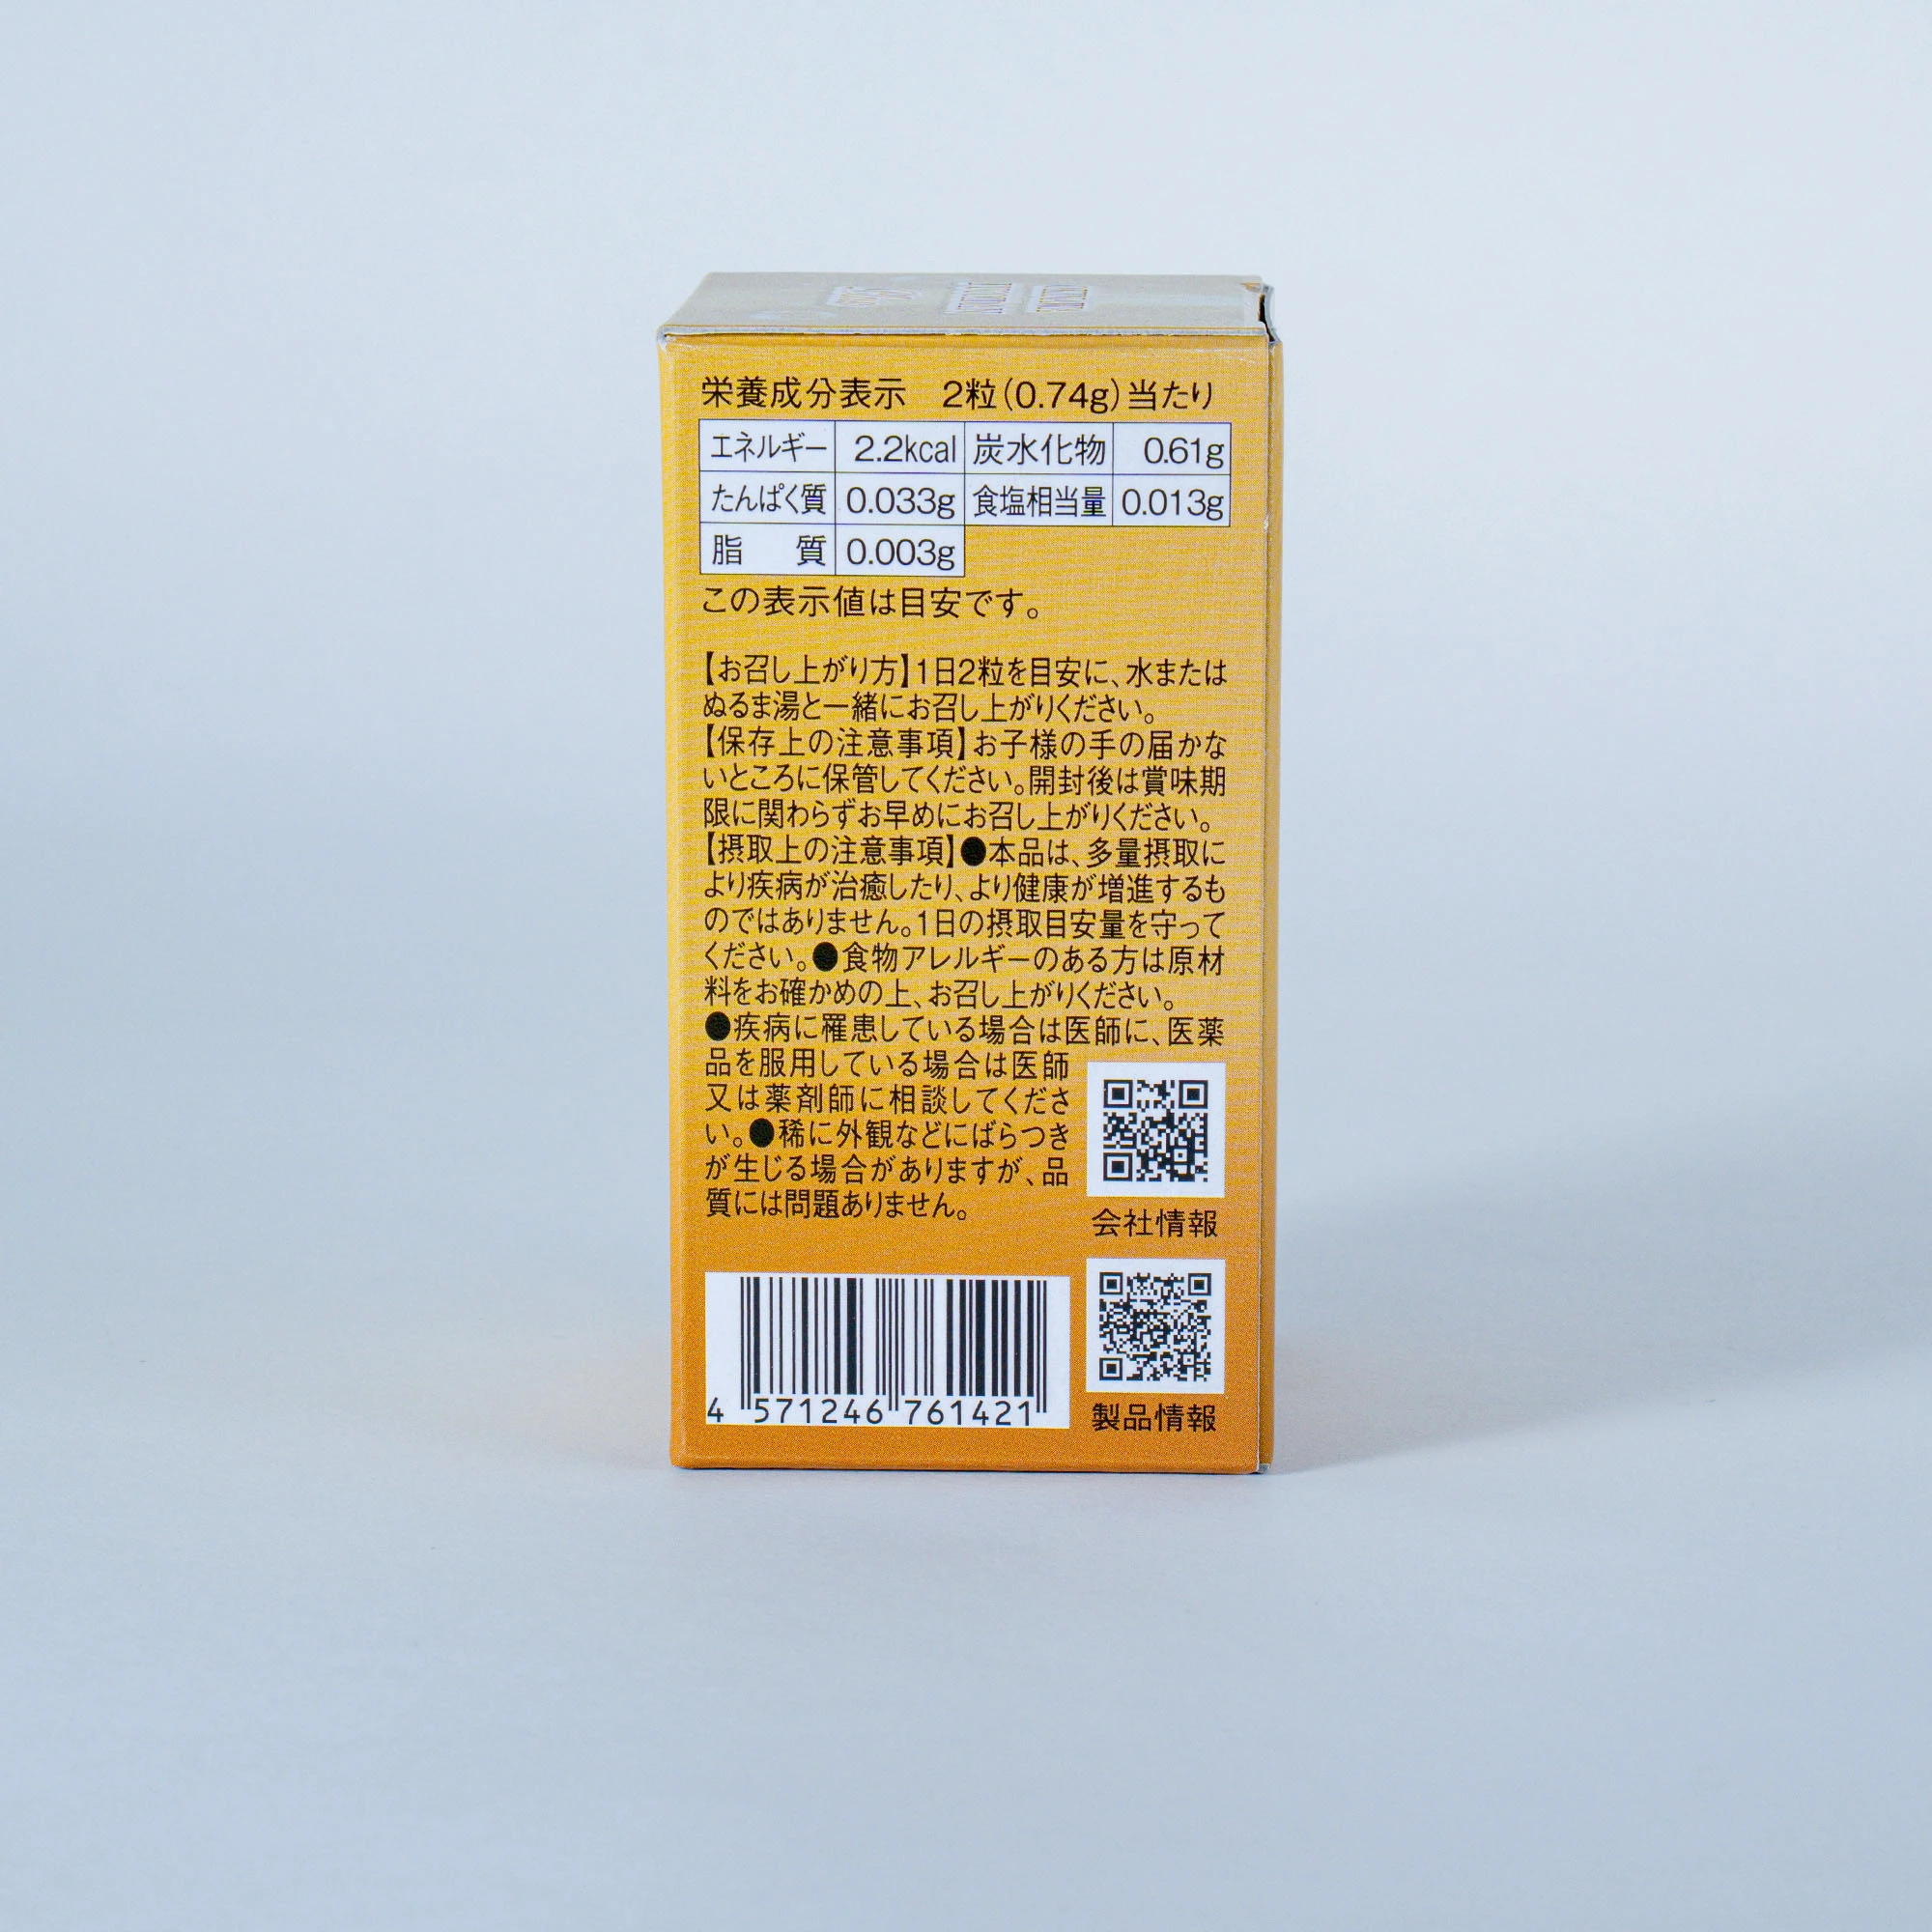 栄養成分表示　2粒(0.74g)当たり
エネルギー 2.2kcal 炭水化物 0.61g
たんぱく質 0.033g 食塩相当量 0.013g
脂　質 0.003g
この表示値は目安です。
【お召し上がり方】1日2粒を目安に、水または
ぬるま湯と一緒にお召し上がりください。
【保存上の注意事項】お子様の手の届かな
いところに保管してください。開封後は賞味期
限に関わらずお早めにお召し上がりください。
【摂取上の注意事項】●本品は、多量摂取に
より疾病が治癒したり、より健康が増進するも
のではありません。1日の摂取目安量を守って
ください。●食物アレルギーのある方は原材
料をお確かめの上、お召し上がりください。
●疾病に罹患している場合は医師に、医薬
品を服用している場合は医師
又は薬剤師に相談してくださ
い。●稀に外観などにばらつき
が生じる場合がありますが、品
質には問題ありません。
会社情報
4 571246 761421
製品情報